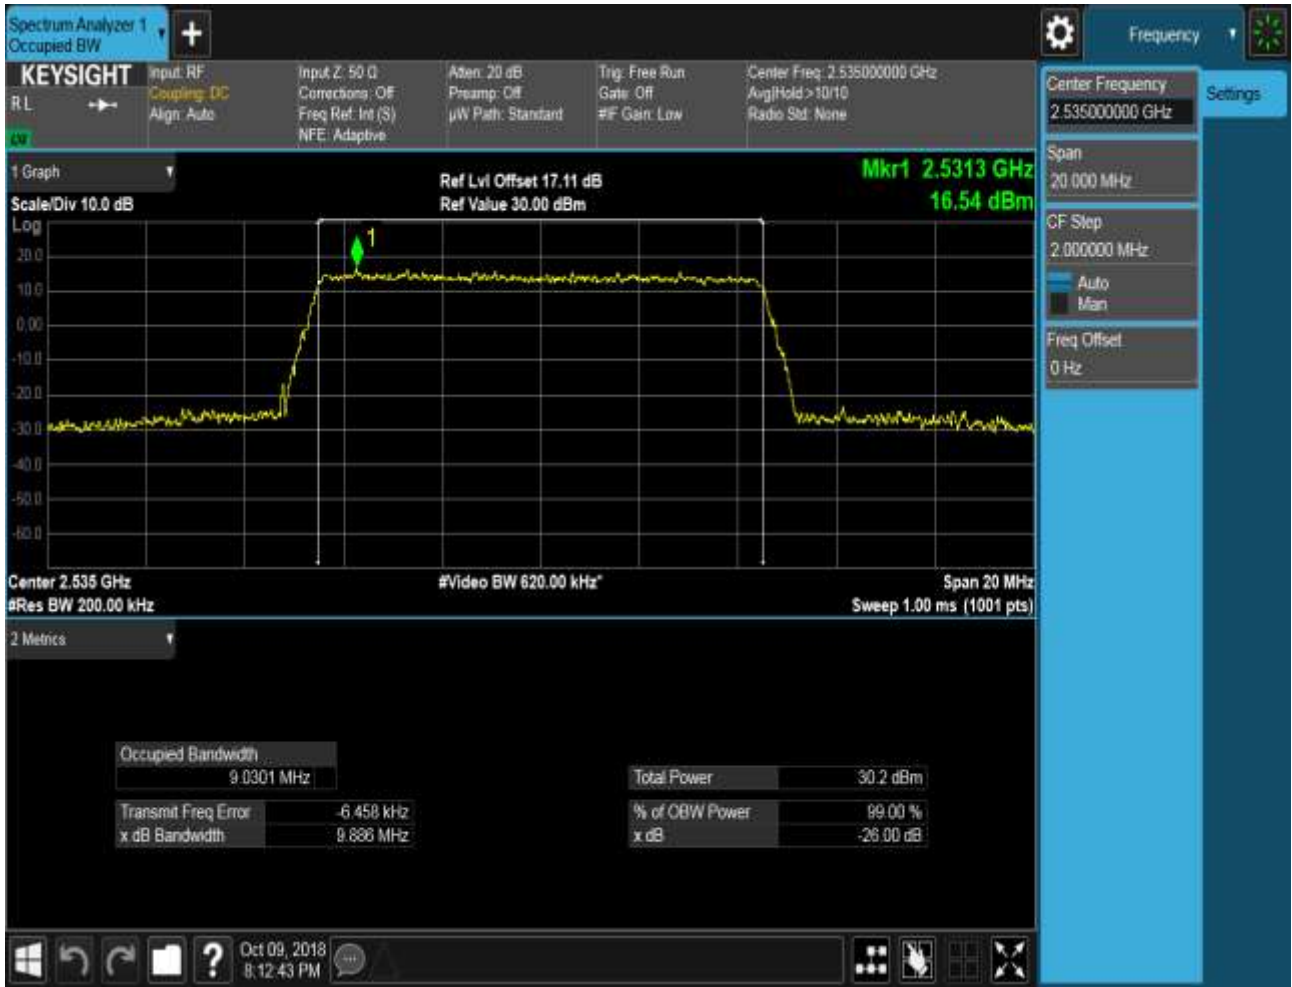 Spectrum Analyzer 1
Occupied BW
Frequency
KEYSIGHT
R L
Input: RF
Coupling: DC
Align: Auto
Input Z: 50 Ω
Corrections: Off
Freq Ref: Int (S)
NFE: Adaptive
Atten: 20 dB
Preamp: Off
µW Path: Standard
Trig: Free Run
Gate: Off
#IF Gain: Low
Center Freq: 2.535000000 GHz
Avg|Hold:>10/10
Radio Std: None
1 Graph
Scale/Div 10.0 dB
Ref Lvl Offset 17.11 dB
Ref Value 30.00 dBm
Mkr1 2.5313 GHz
16.54 dBm
Log
20.0
10.0
0.00
-10.0
-20.0
-30.0
-40.0
-50.0
-60.0
1
Center 2.535 GHz
#Res BW 200.00 kHz
#Video BW 620.00 kHz*
Span 20 MHz
Sweep 1.00 ms (1001 pts)
2 Metrics
Occupied Bandwidth
9.0301 MHz
Transmit Freq Error -6.458 kHz
x dB Bandwidth 9.886 MHz
Total Power 30.2 dBm
% of OBW Power 99.00 %
x dB -26.00 dB
Center Frequency
2.535000000 GHz
Settings
Span
20.000 MHz
CF Step
2.000000 MHz
Auto
Man
Freq Offset
0 Hz
?
Oct 09, 2018
8:12:43 PM